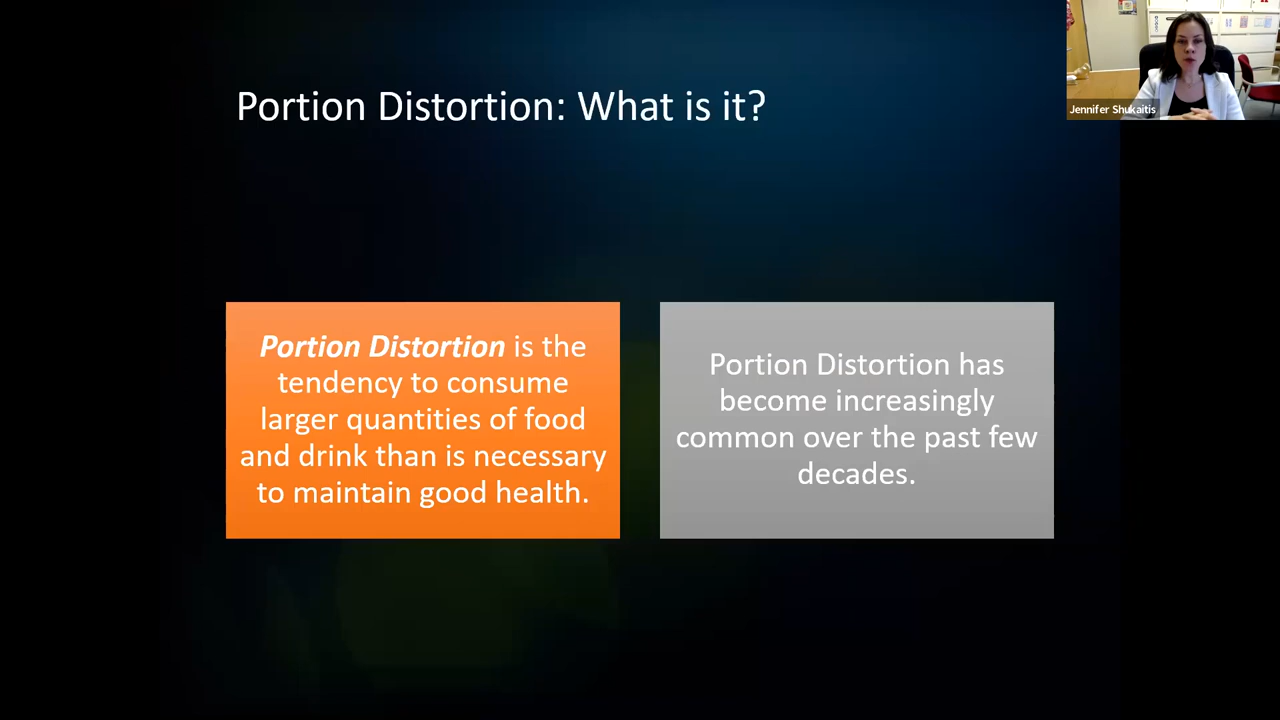 Portion Distortion: What is it?
Jennifer Shukaitis
Portion Distortion is the
tendency to consume
larger quantities of food
and drink than is necessary
to maintain good health.
Portion Distortion has
become increasingly
common over the past few
decades.